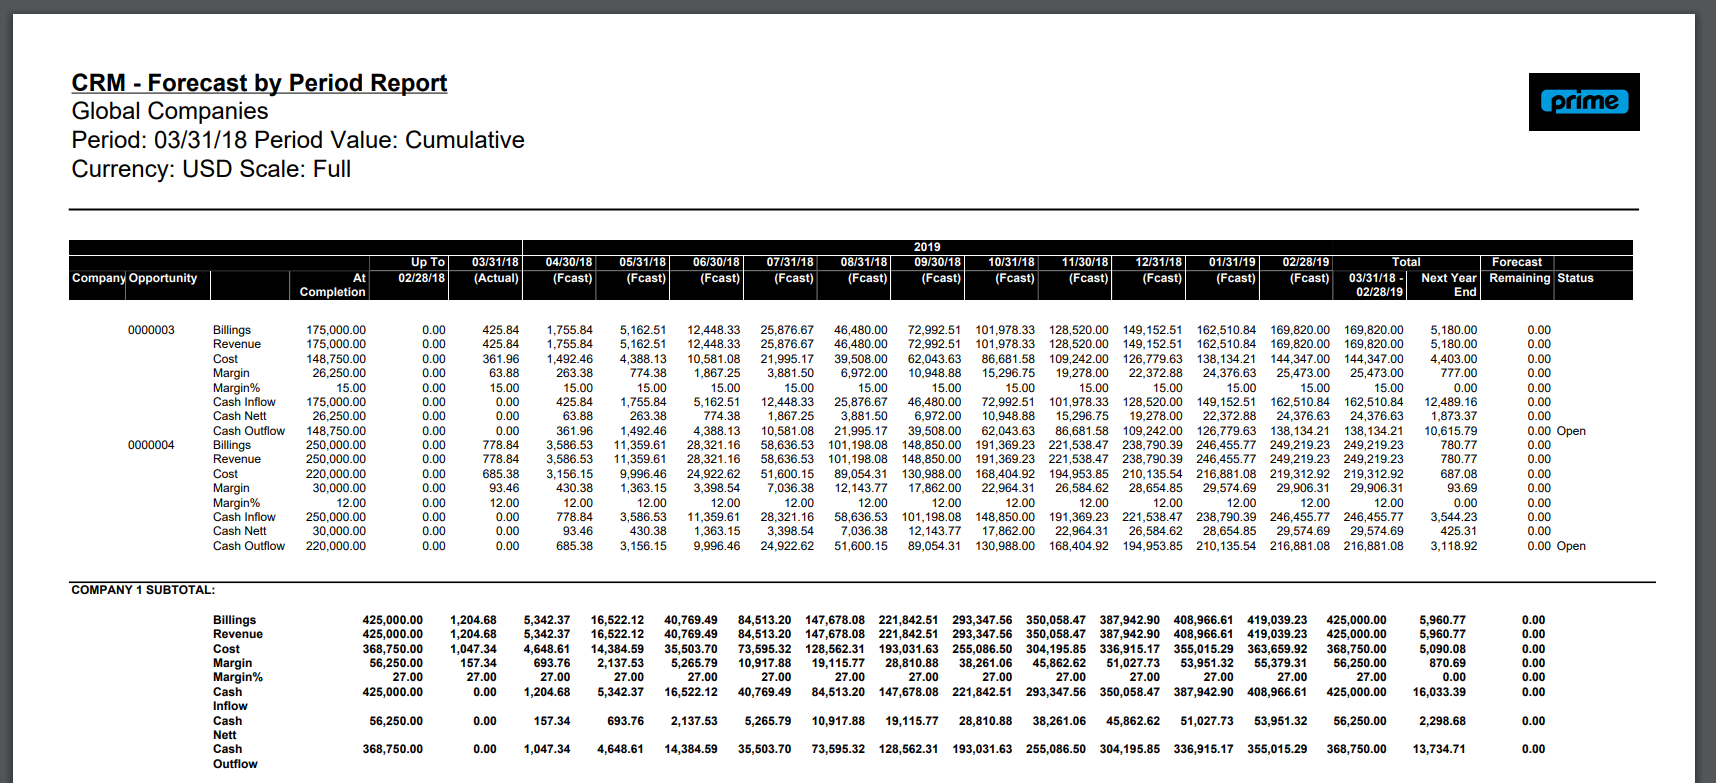 CRM - Forecast by Period Report
Global Companies
prime
Period: 03/31/18 Period Value: Cumulative
Currency: USD Scale: Full
2019
Up To 03/31/18 04/30/18 05/31/18 06/30/18 07/31/18 08/31/18 09/30/18 10/31/18 11/30/18 12/31/18 01/31/19 02/28/19 Total Forecast
Company Opportunity At 02/28/18 (Actual) (Fcast) (Fcast) (Fcast) (Fcast) (Fcast) (Fcast) (Fcast) (Fcast) (Fcast) (Fcast) (Fcast) 03/31/18 - Next Year Remaining Status
Completion 02/28/19 End
0000003 Billings 175,000.00 0.00 425.84 1,755.84 5,162.51 12,448.33 25,876.67 46,480.00 72,992.51 101,978.33 128,520.00 149,152.51 162,510.84 169,820.00 169,820.00 5,180.00 0.00
Revenue 175,000.00 0.00 425.84 1,755.84 5,162.51 12,448.33 25,876.67 46,480.00 72,992.51 101,978.33 128,520.00 149,152.51 162,510.84 169,820.00 169,820.00 5,180.00 0.00
Cost 148,750.00 0.00 361.96 1,492.46 4,388.13 10,581.08 21,995.17 39,508.00 62,043.63 86,681.58 109,242.00 126,779.63 138,134.21 144,347.00 144,347.00 4,403.00 0.00
Margin 26,250.00 0.00 63.88 263.38 774.38 1,867.25 3,881.50 6,972.00 10,948.88 15,296.75 19,278.00 22,372.88 24,376.63 25,473.00 25,473.00 777.00 0.00
Margin% 15.00 0.00 15.00 15.00 15.00 15.00 15.00 15.00 15.00 15.00 15.00 15.00 15.00 15.00 15.00 0.00 0.00
Cash Inflow 175,000.00 0.00 0.00 425.84 1,755.84 5,162.51 12,448.33 25,876.67 46,480.00 72,992.51 101,978.33 128,520.00 149,152.51 162,510.84 162,510.84 12,489.16 0.00
Cash Nett 26,250.00 0.00 0.00 63.88 263.38 774.38 1,867.25 3,881.50 6,972.00 10,948.88 15,296.75 19,278.00 22,372.88 24,376.63 24,376.63 1,873.37 0.00
Cash Outflow 148,750.00 0.00 0.00 361.96 1,492.46 4,388.13 10,581.08 21,995.17 39,508.00 62,043.63 86,681.58 109,242.00 126,779.63 138,134.21 138,134.21 10,615.79 0.00 Open
0000004 Billings 250,000.00 0.00 778.84 3,586.53 11,359.61 28,321.16 58,636.53 101,198.08 148,850.00 191,369.23 221,538.47 238,790.39 246,455.77 249,219.23 249,219.23 780.77 0.00
Revenue 250,000.00 0.00 778.84 3,586.53 11,359.61 28,321.16 58,636.53 101,198.08 148,850.00 191,369.23 221,538.47 238,790.39 246,455.77 249,219.23 249,219.23 780.77 0.00
Cost 220,000.00 0.00 685.38 3,156.15 9,996.46 24,922.62 51,600.15 89,054.31 130,988.00 168,404.92 194,953.85 210,135.54 216,881.08 219,312.92 219,312.92 687.08 0.00
Margin 30,000.00 0.00 93.46 430.38 1,363.15 3,398.54 7,036.38 12,143.77 17,862.00 22,964.31 26,584.62 28,654.85 29,574.69 29,906.31 29,906.31 93.69 0.00
Margin% 12.00 0.00 12.00 12.00 12.00 12.00 12.00 12.00 12.00 12.00 12.00 12.00 12.00 12.00 12.00 0.00 0.00
Cash Inflow 250,000.00 0.00 0.00 778.84 3,586.53 11,359.61 28,321.16 58,636.53 101,198.08 148,850.00 191,369.23 221,538.47 238,790.39 246,455.77 246,455.77 3,544.23 0.00
Cash Nett 30,000.00 0.00 0.00 93.46 430.38 1,363.15 3,398.54 7,036.38 12,143.77 17,862.00 22,964.31 26,584.62 28,654.85 29,574.69 29,574.69 425.31 0.00
Cash Outflow 220,000.00 0.00 0.00 685.38 3,156.15 9,996.46 24,922.62 51,600.15 89,054.31 130,988.00 168,404.92 194,953.85 210,135.54 216,881.08 216,881.08 3,118.92 0.00 Open
COMPANY 1 SUBTOTAL:
Billings 425,000.00 1,204.68 5,342.37 16,522.12 40,769.49 84,513.20 147,678.08 221,842.51 293,347.56 350,058.47 387,942.90 408,966.61 419,039.23 425,000.00 5,960.77 0.00
Revenue 425,000.00 1,204.68 5,342.37 16,522.12 40,769.49 84,513.20 147,678.08 221,842.51 293,347.56 350,058.47 387,942.90 408,966.61 419,039.23 425,000.00 5,960.77 0.00
Cost 368,750.00 1,047.34 4,648.61 14,384.59 35,503.70 73,595.32 128,562.31 193,031.63 255,086.50 304,195.85 336,915.17 355,015.29 363,659.92 368,750.00 5,090.08 0.00
Margin 56,250.00 157.34 693.76 2,137.53 5,265.79 10,917.88 19,115.77 28,810.88 38,261.06 45,862.62 51,027.73 53,951.32 55,379.31 56,250.00 870.69 0.00
Margin% 27.00 27.00 27.00 27.00 27.00 27.00 27.00 27.00 27.00 27.00 27.00 27.00 27.00 27.00 0.00 0.00
Cash 425,000.00 0.00 1,204.68 5,342.37 16,522.12 40,769.49 84,513.20 147,678.08 221,842.51 293,347.56 350,058.47 387,942.90 408,966.61 425,000.00 16,033.39 0.00
Inflow
Cash 56,250.00 0.00 157.34 693.76 2,137.53 5,265.79 10,917.88 19,115.77 28,810.88 38,261.06 45,862.62 51,027.73 53,951.32 56,250.00 2,298.68 0.00
Nett
Cash 368,750.00 0.00 1,047.34 4,648.61 14,384.59 35,503.70 73,595.32 128,562.31 193,031.63 255,086.50 304,195.85 336,915.17 355,015.29 368,750.00 13,734.71 0.00
Outflow